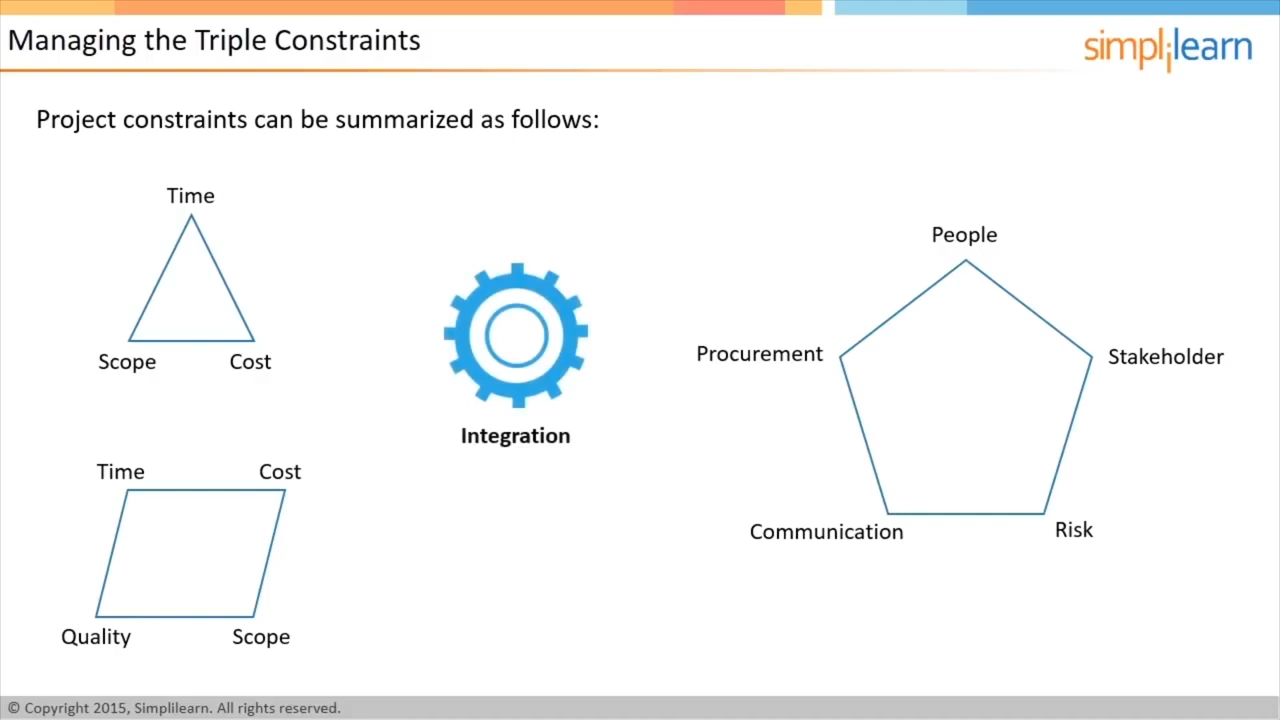 Managing the Triple Constraints
simplilearn
Project constraints can be summarized as follows:
Time
Scope Cost
Integration
Time Cost
Quality Scope
People
Procurement Stakeholder
Communication Risk
© Copyright 2015, Simplilearn. All rights reserved.